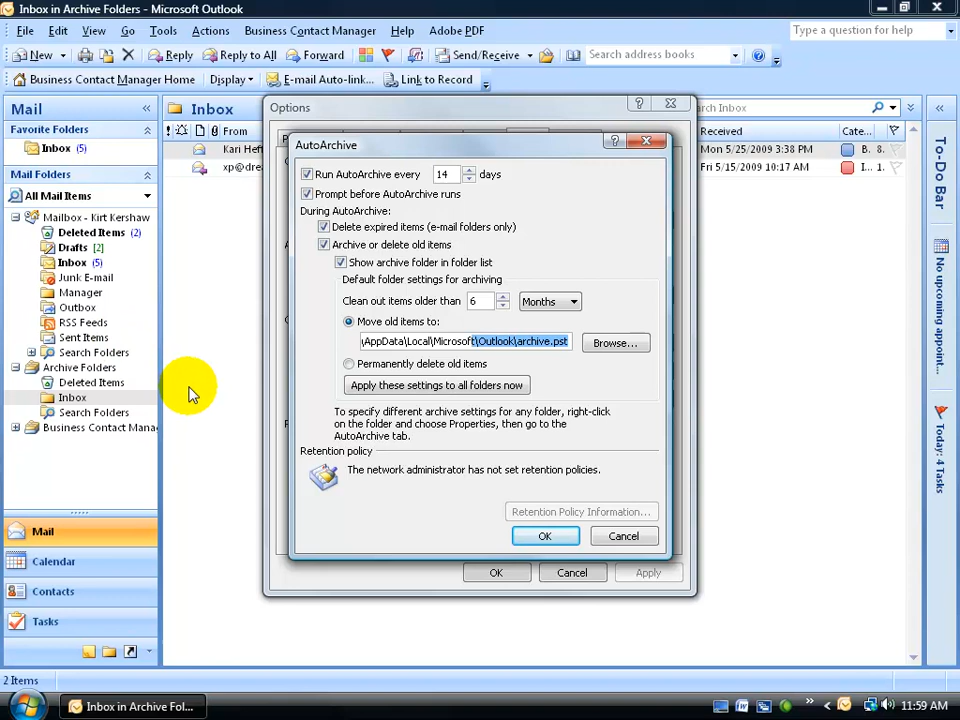 Inbox in Archive Folders - Microsoft Outlook
File Edit View Go Tools Actions Business Contact Manager Help Adobe PDF
Type a question for help
New Reply Reply to All Forward Send/Receive Search address books
Business Contact Manager Home Display E-mail Auto-link... Link to Record
Mail
Favorite Folders
Inbox (5)
Mail Folders
All Mail Items
Mailbox - Kirt Kershaw
Deleted Items (2)
Drafts [2]
Inbox (5)
Junk E-mail
Manager
Outbox
RSS Feeds
Sent Items
Search Folders
Archive Folders
Deleted Items
Inbox
Search Folders
Business Contact Mana
Mail
Calendar
Contacts
Tasks
Inbox
rch Inbox
From
Received Cate...
Kari Hef
Mon 5/25/2009 3:38 PM B. 8.
xp@drea
5/25/2009 10:17 AM I...
Options
AutoArchive
Run AutoArchive every 14 days
Prompt before AutoArchive runs
During AutoArchive:
Delete expired items (e-mail folders only)
Archive or delete old items
Show archive folder in folder list
Default folder settings for archiving
Clean out items older than 6 Months
Move old items to:
\AppData\Local\Microsoft\Outlook\archive.pst Browse...
Permanently delete old items
Apply these settings to all folders now
To specify different archive settings for any folder, right-click
on the folder and choose Properties, then go to the
AutoArchive tab.
Retention policy
The network administrator has not set retention policies.
Retention Policy Information...
OK Cancel
OK Cancel Apply
To-Do Bar
No upcoming appoint...
Today: 4 Tasks
2 Items
Inbox in Archive Fol...
11:59 AM